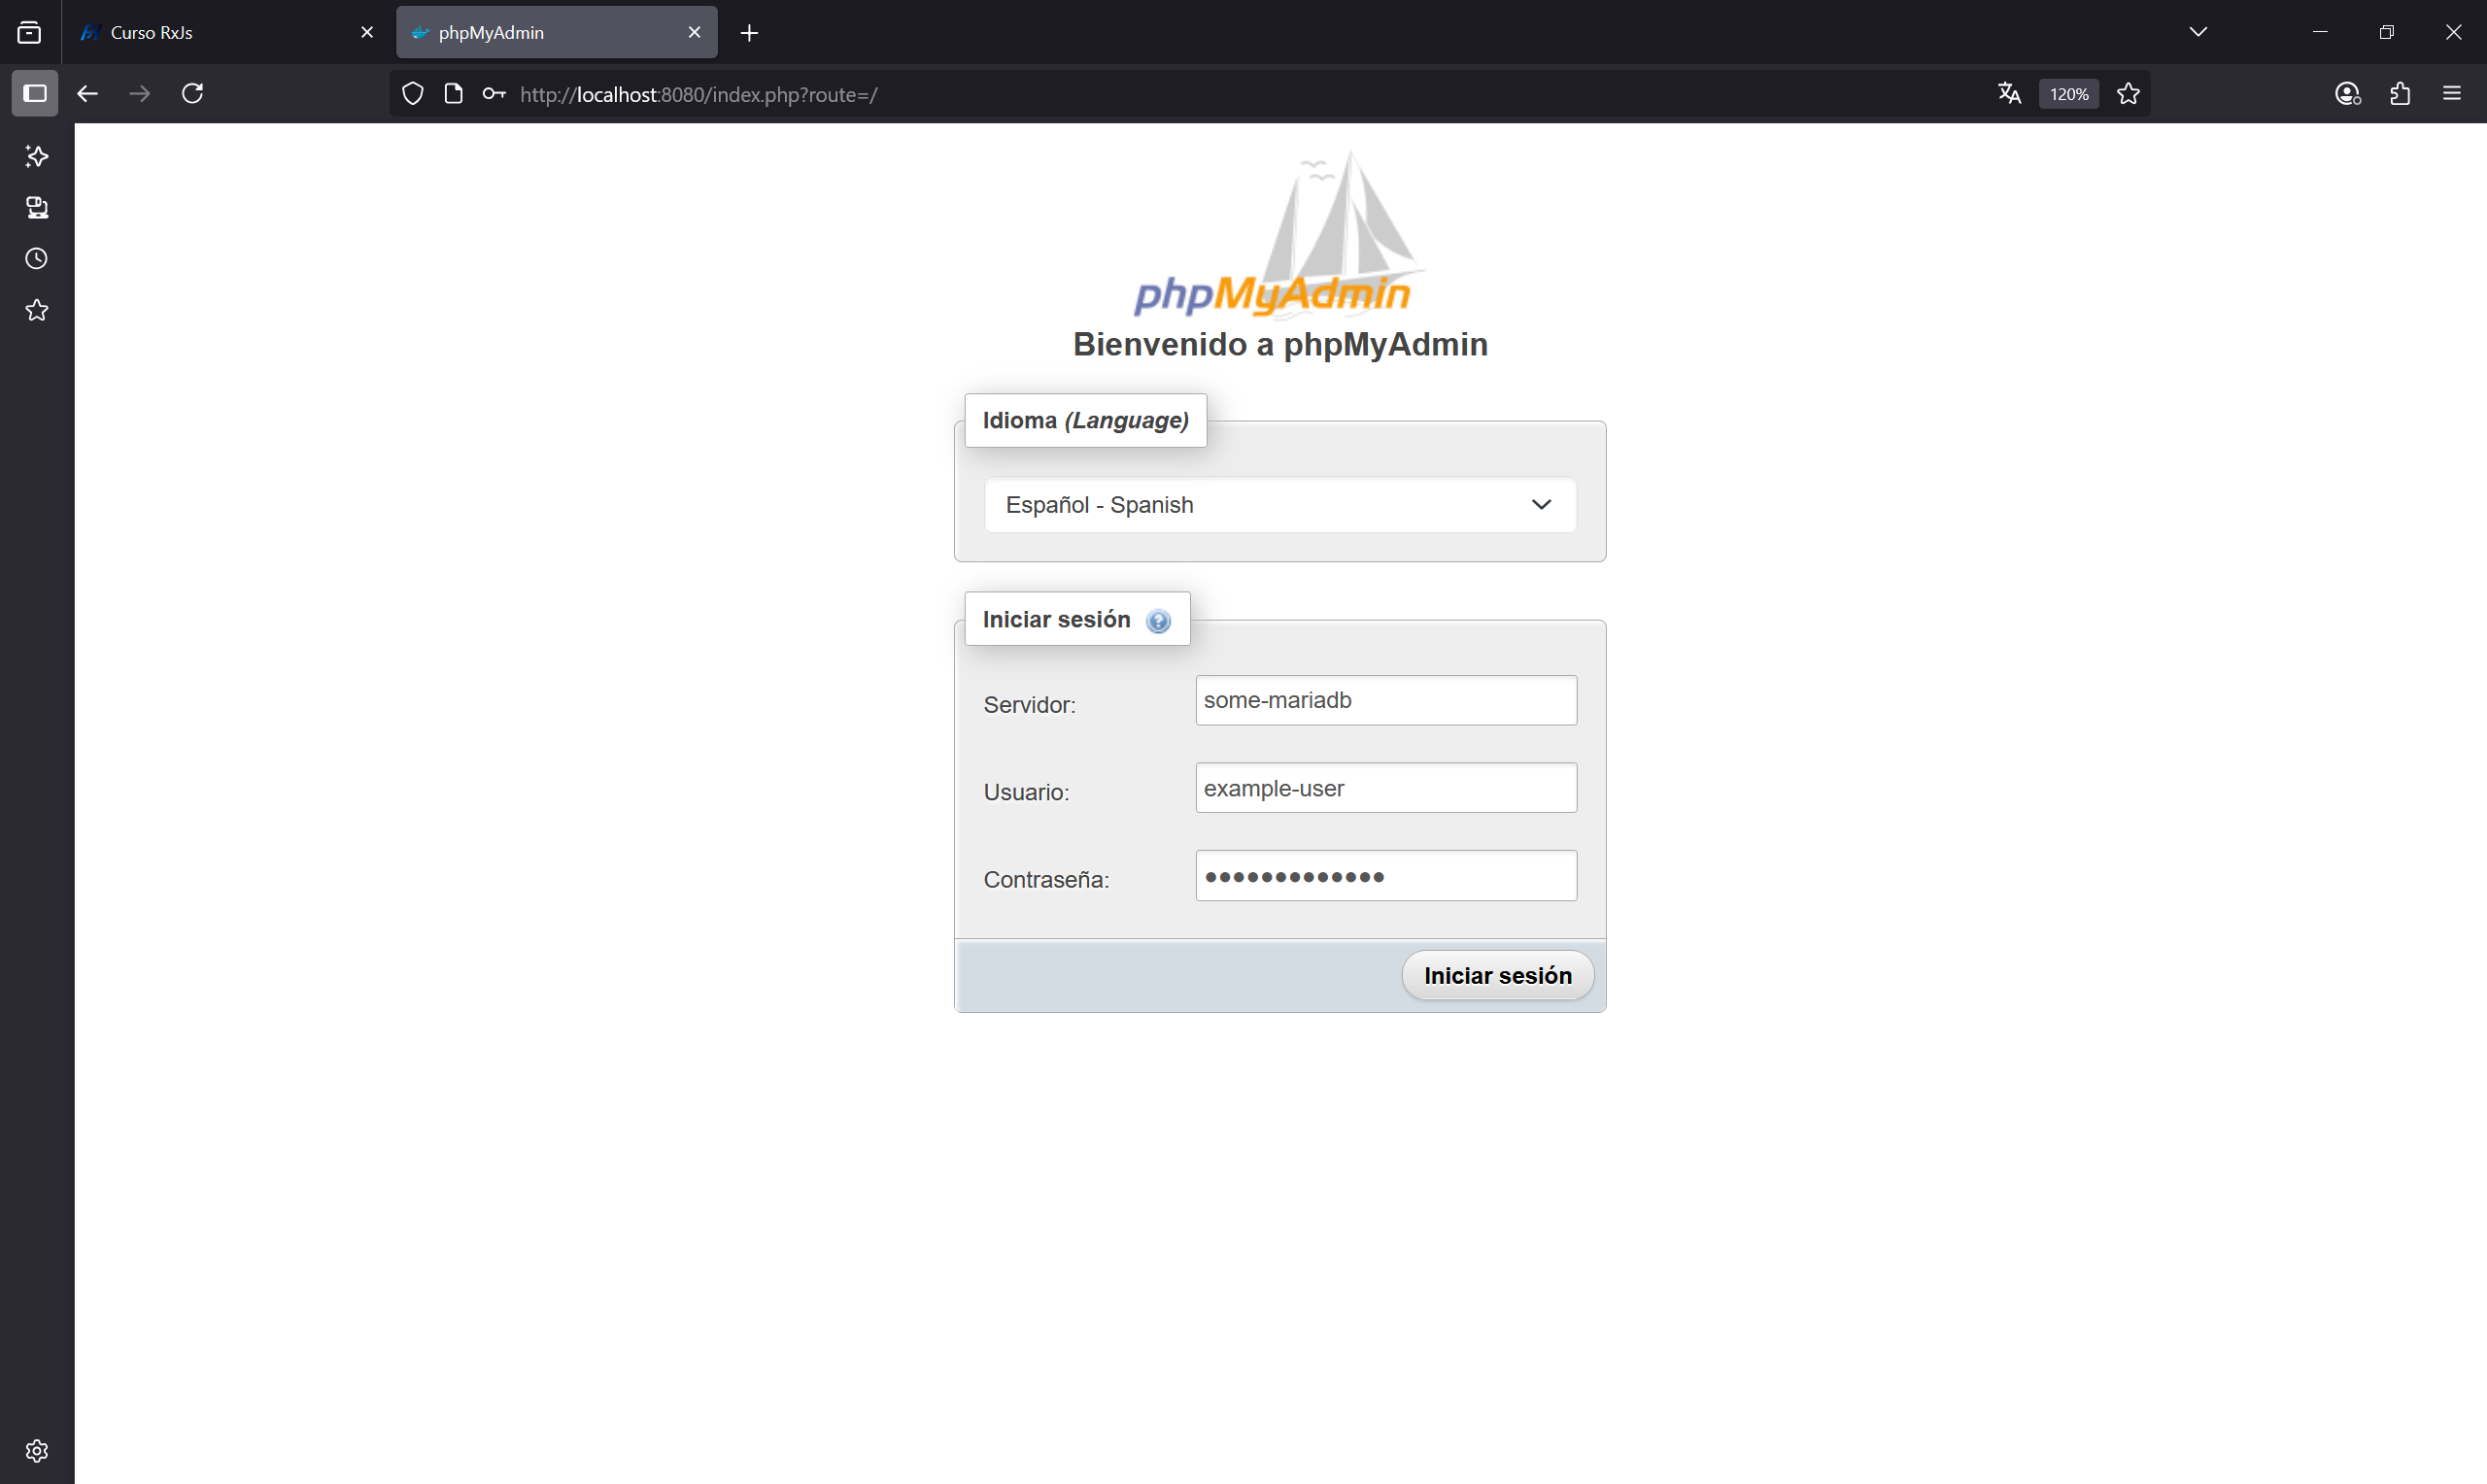 Curso RxJs
phpMyAdmin
http://localhost:8080/index.php?route=/
120%
phpMyAdmin
Bienvenido a phpMyAdmin
Idioma (Language)
Español - Spanish
Iniciar sesión
Servidor:
some-mariadb
Usuario:
example-user
Contraseña:
Iniciar sesión